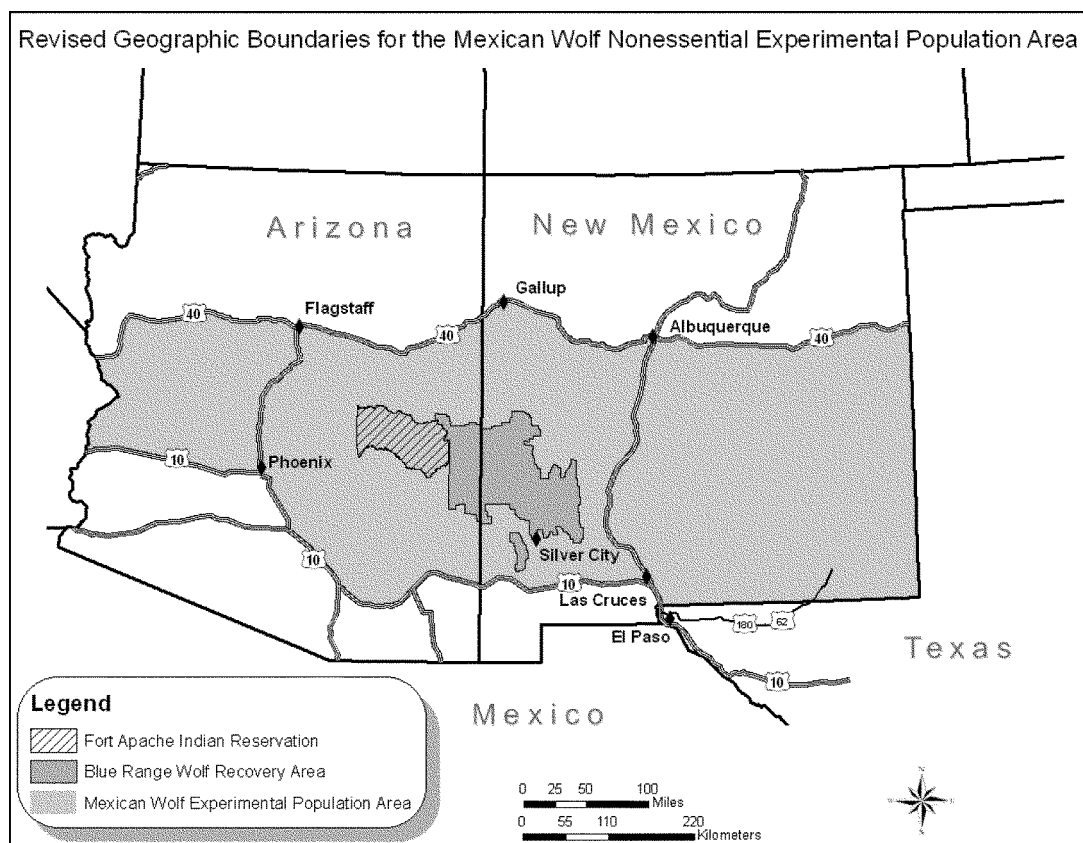 Revised Geographic Boundaries for the Mexican Wolf Nonessential Experimental Population Area
Arizona
New Mexico
Gallup
Flagstaff
40
40
Albuquerque
40
10
Phoenix
10
Silver City
10
Las Cruces
El Paso
180
62
Texas
10
Mexico
Legend
Fort Apache Indian Reservation
Blue Range Wolf Recovery Area
Mexican Wolf Experimental Population Area
0 25 50 100
Miles
0 55 110 220
Kilometers
N
W E
S